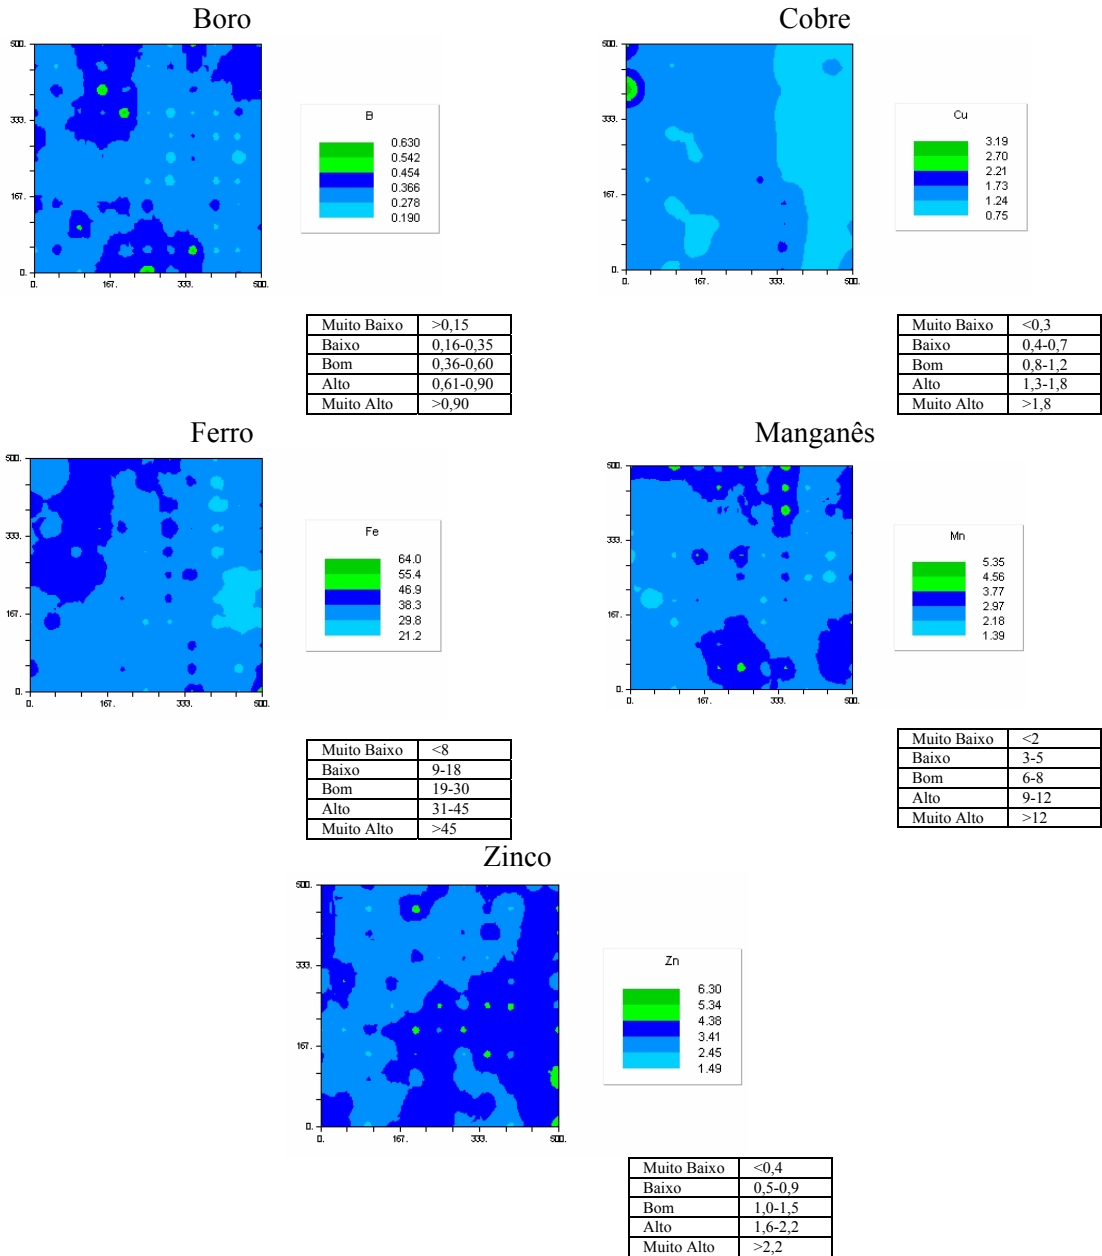 Boro
Cobre
500.
333.
167.
0.
0.
167.
333.
500.
B
0.630
0.542
0.454
0.366
0.278
0.190
500.
333.
167.
0.
0.
167.
333.
500.
Cu
3.19
2.70
2.21
1.73
1.24
0.75
Muito Baixo >0,15
Baixo 0,16-0,35
Bom 0,36-0,60
Alto 0,61-0,90
Muito Alto >0,90
Muito Baixo <0,3
Baixo 0,4-0,7
Bom 0,8-1,2
Alto 1,3-1,8
Muito Alto >1,8
Ferro
Manganês
500.
333.
167.
0.
0.
167.
333.
500.
Fe
64.0
55.4
46.9
38.3
29.8
21.2
500.
333.
167.
0.
0.
167.
333.
500.
Mn
5.35
4.56
3.77
2.97
2.18
1.39
Muito Baixo <8
Baixo 9-18
Bom 19-30
Alto 31-45
Muito Alto >45
Muito Baixo <2
Baixo 3-5
Bom 6-8
Alto 9-12
Muito Alto >12
Zinco
500.
333.
167.
0.
0.
167.
333.
500.
Zn
6.30
5.34
4.38
3.41
2.45
1.49
Muito Baixo <0,4
Baixo 0,5-0,9
Bom 1,0-1,5
Alto 1,6-2,2
Muito Alto >2,2